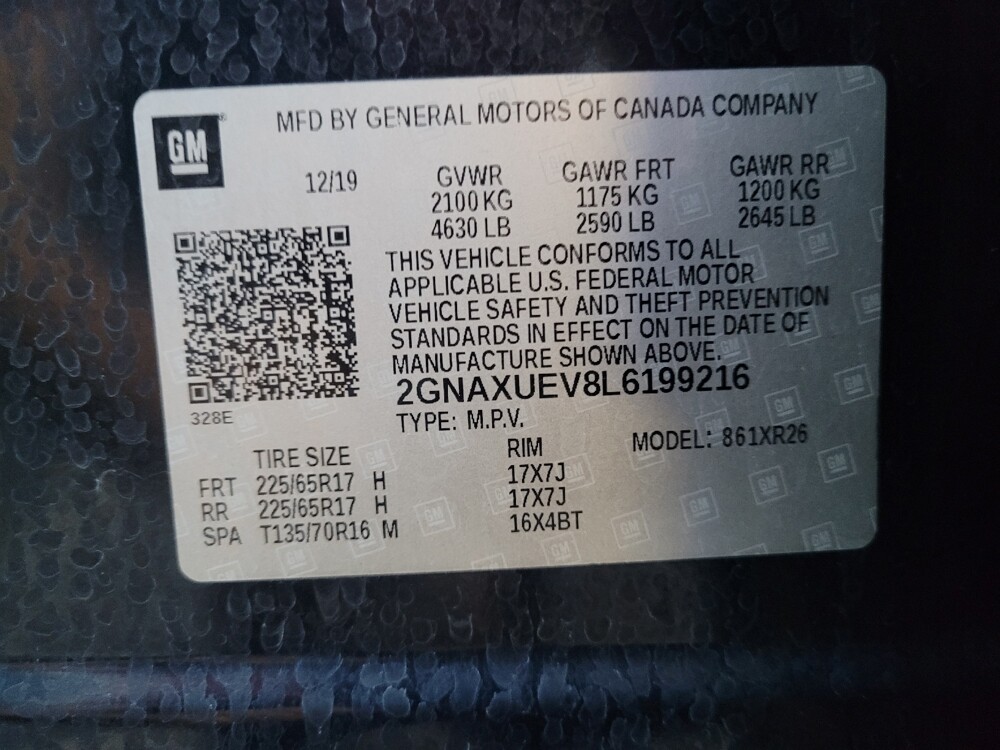 GM
MFD BY GENERAL MOTORS OF CANADA COMPANY
12/19
GVWR GAWR FRT GAWR RR
2100 KG 1175 KG 1200 KG
4630 LB 2590 LB 2645 LB
THIS VEHICLE CONFORMS TO ALL
APPLICABLE U.S. FEDERAL MOTOR
VEHICLE SAFETY AND THEFT PREVENTION
STANDARDS IN EFFECT ON THE DATE OF
MANUFACTURE SHOWN ABOVE.
2GNAXUEV8L6199216
328E
TYPE: M.P.V.
MODEL: 861XR26
TIRE SIZE RIM
FRT 225/65R17 H 17X7J
RR 225/65R17 H 17X7J
SPA T135/70R16 M 16X4BT